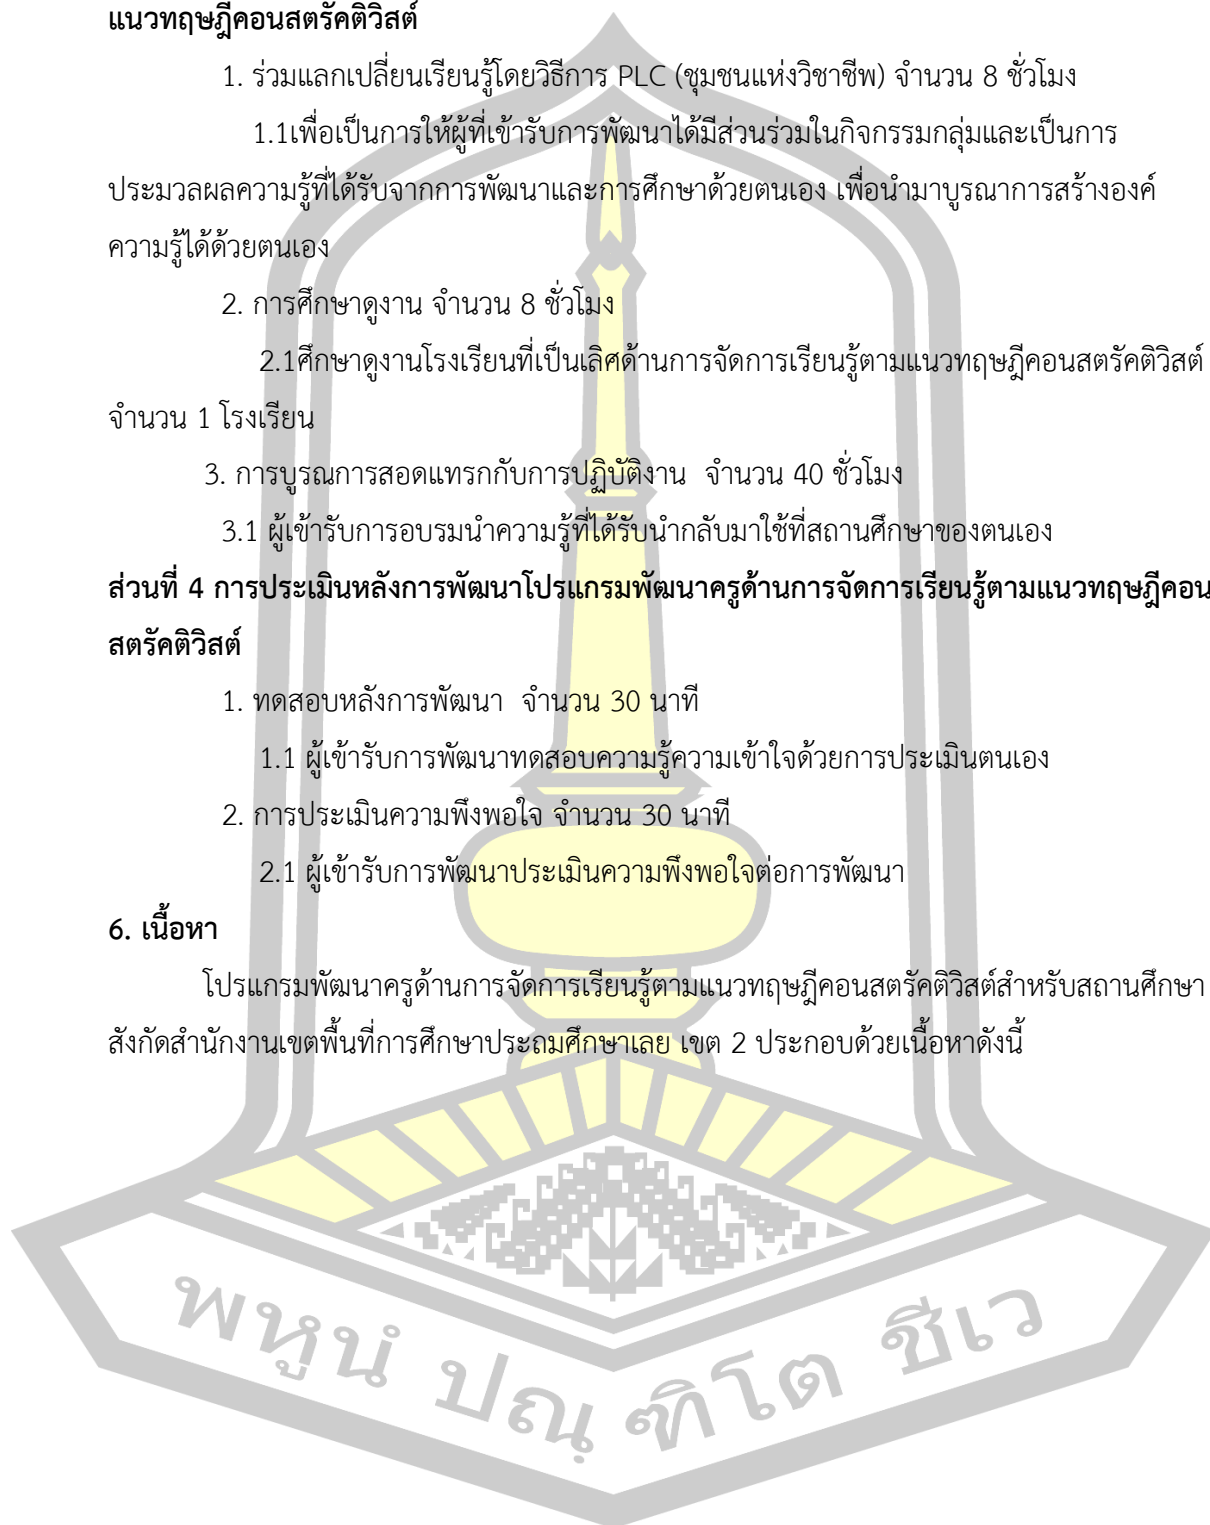 แนวทฤษฎีคอนสตรัคติวิสต์
1. ร่วมแลกเปลี่ยนเรียนรู้โดยวิธีการ PLC (ชุมชนแห่งวิชาชีพ) จำนวน 8 ชั่วโมง
1.1เพื่อเป็นการให้ผู้ที่เข้ารับการพัฒนาได้มีส่วนร่วมในกิจกรรมกลุ่มและเป็นการ
ประมวลผลความรู้ที่ได้รับจากการพัฒนาและการศึกษาด้วยตนเอง เพื่อนำมาบูรณาการสร้างองค์
ความรู้ได้ด้วยตนเอง
2. การศึกษาดูงาน จำนวน 8 ชั่วโมง
2.1ศึกษาดูงานโรงเรียนที่เป็นเลิศด้านการจัดการเรียนรู้ตามแนวทฤษฎีคอนสตรัคติวิสต์
จำนวน 1 โรงเรียน
3. การบูรณการสอดแทรกกับการปฏิบัติงาน จำนวน 40 ชั่วโมง
3.1 ผู้เข้ารับการอบรมนำความรู้ที่ได้รับนำกลับมาใช้ที่สถานศึกษาของตนเอง
ส่วนที่ 4 การประเมินหลังการพัฒนาโปรแกรมพัฒนาครูด้านการจัดการเรียนรู้ตามแนวทฤษฎีคอน
สตรัคติวิสต์
1. ทดสอบหลังการพัฒนา จำนวน 30 นาที
1.1 ผู้เข้ารับการพัฒนาทดสอบความรู้ความเข้าใจด้วยการประเมินตนเอง
2. การประเมินความพึงพอใจ จำนวน 30 นาที
2.1 ผู้เข้ารับการพัฒนาประเมินความพึงพอใจต่อการพัฒนา
6. เนื้อหา
โปรแกรมพัฒนาครูด้านการจัดการเรียนรู้ตามแนวทฤษฎีคอนสตรัคติวิสต์สำหรับสถานศึกษา
สังกัดสำนักงานเขตพื้นที่การศึกษาประถมศึกษาเลย เขต 2 ประกอบด้วยเนื้อหาดังนี้
พหูนํ ปณฺฑิโต ชีเว